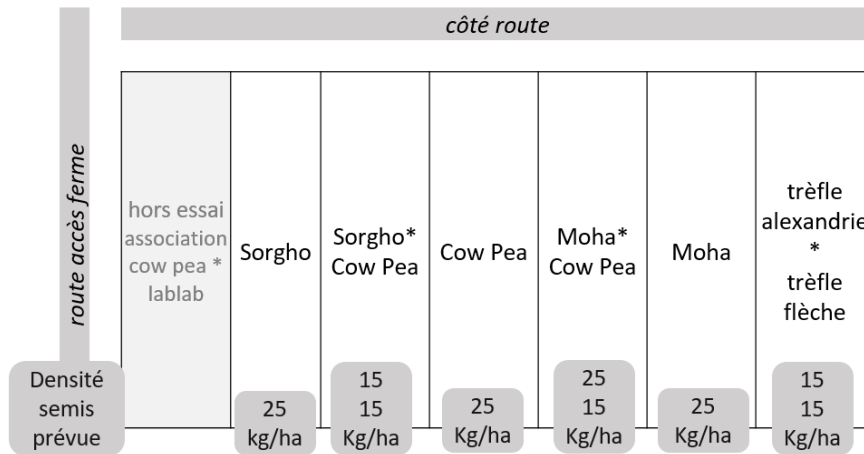 côté route
route accès ferme
hors essai
association
cow pea *
lablab
Sorgho
Sorgho*
Cow Pea
Cow Pea
Moha*
Cow Pea
Moha
trèfle
alexandrie
*
trèfle
flèche
Densité
semis
prévue
25
kg/ha
15
15
Kg/ha
25
Kg/ha
25
15
Kg/ha
25
Kg/ha
15
15
Kg/ha